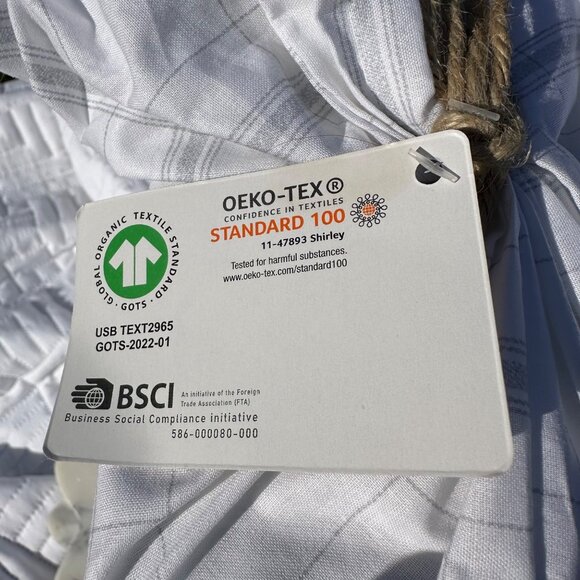 OEKO-TEX®
CONFIDENCE IN TEXTILES
STANDARD 100
11-47893 Shirley
Tested for harmful substances.
www.oeko-tex.com/standard100
GLOBAL ORGANIC TEXTILE STANDARD · GOTS ·
USB TEXT2965
GOTS-2022-01
BSCI
An initiative of the Foreign
Trade Association (FTA)
Business Social Compliance initiative
586-000080-000